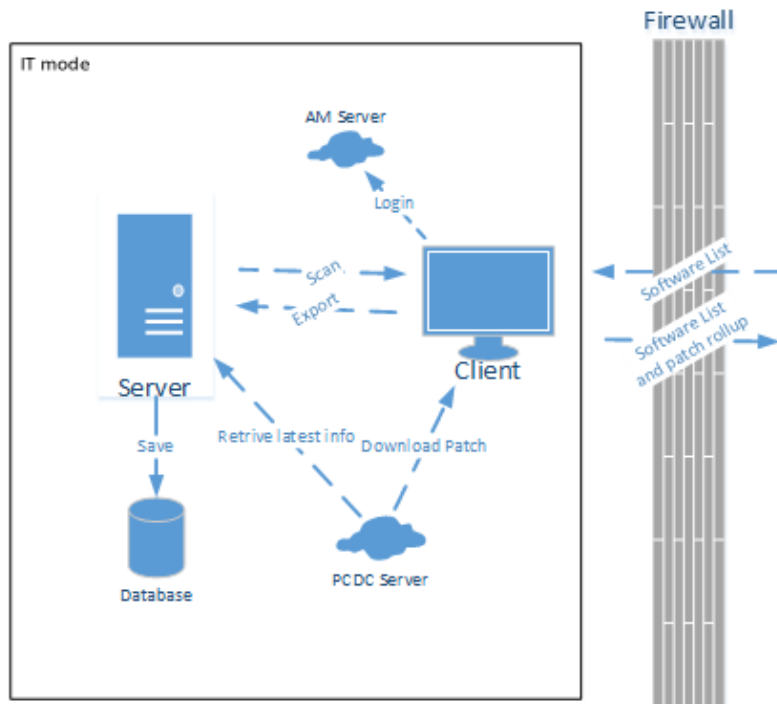 Firewall
IT mode
AM Server
Login
Scan
Export
Software List
Software List
and patch rollup
Server
Client
Save
Retrive latest info
Download Patch
Database
PCDC Server